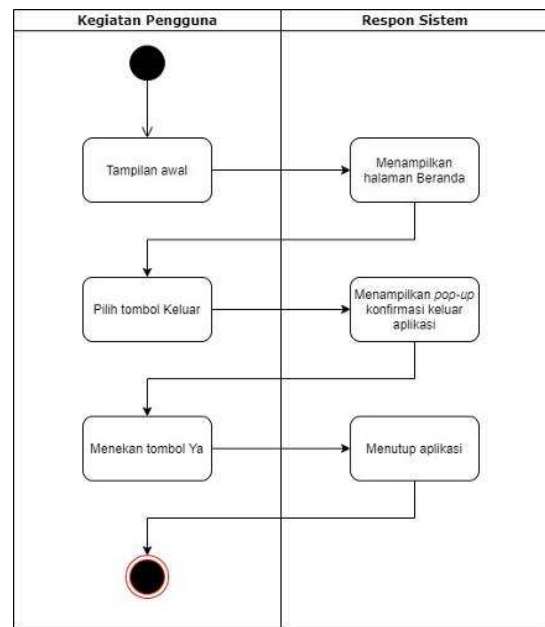 Kegiatan Pengguna
Respon Sistem
Tampilan awal
Menampilkan
halaman Beranda
Pilih tombol Keluar
Menampilkan pop-up
konfirmasi keluar
aplikasi
Menekan tombol Ya
Menutup aplikasi